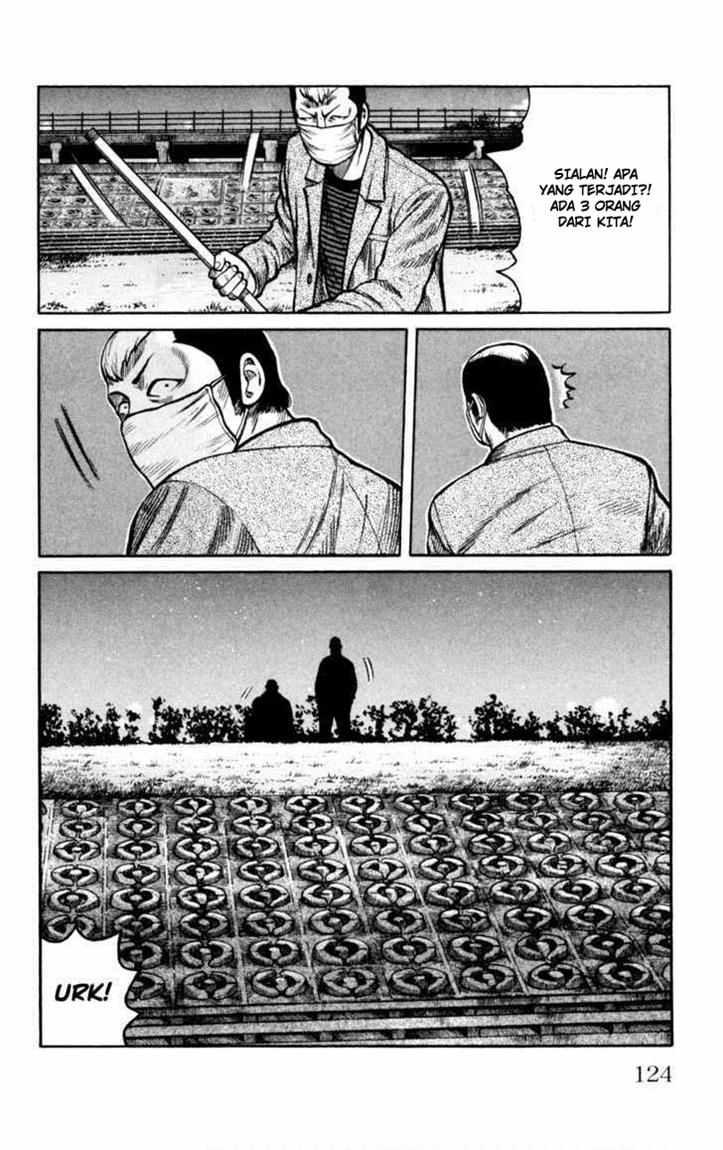 SIALAN! APA
YANG TERJADI?!
ADA 3 ORANG
DARI KITA!
URK!
124